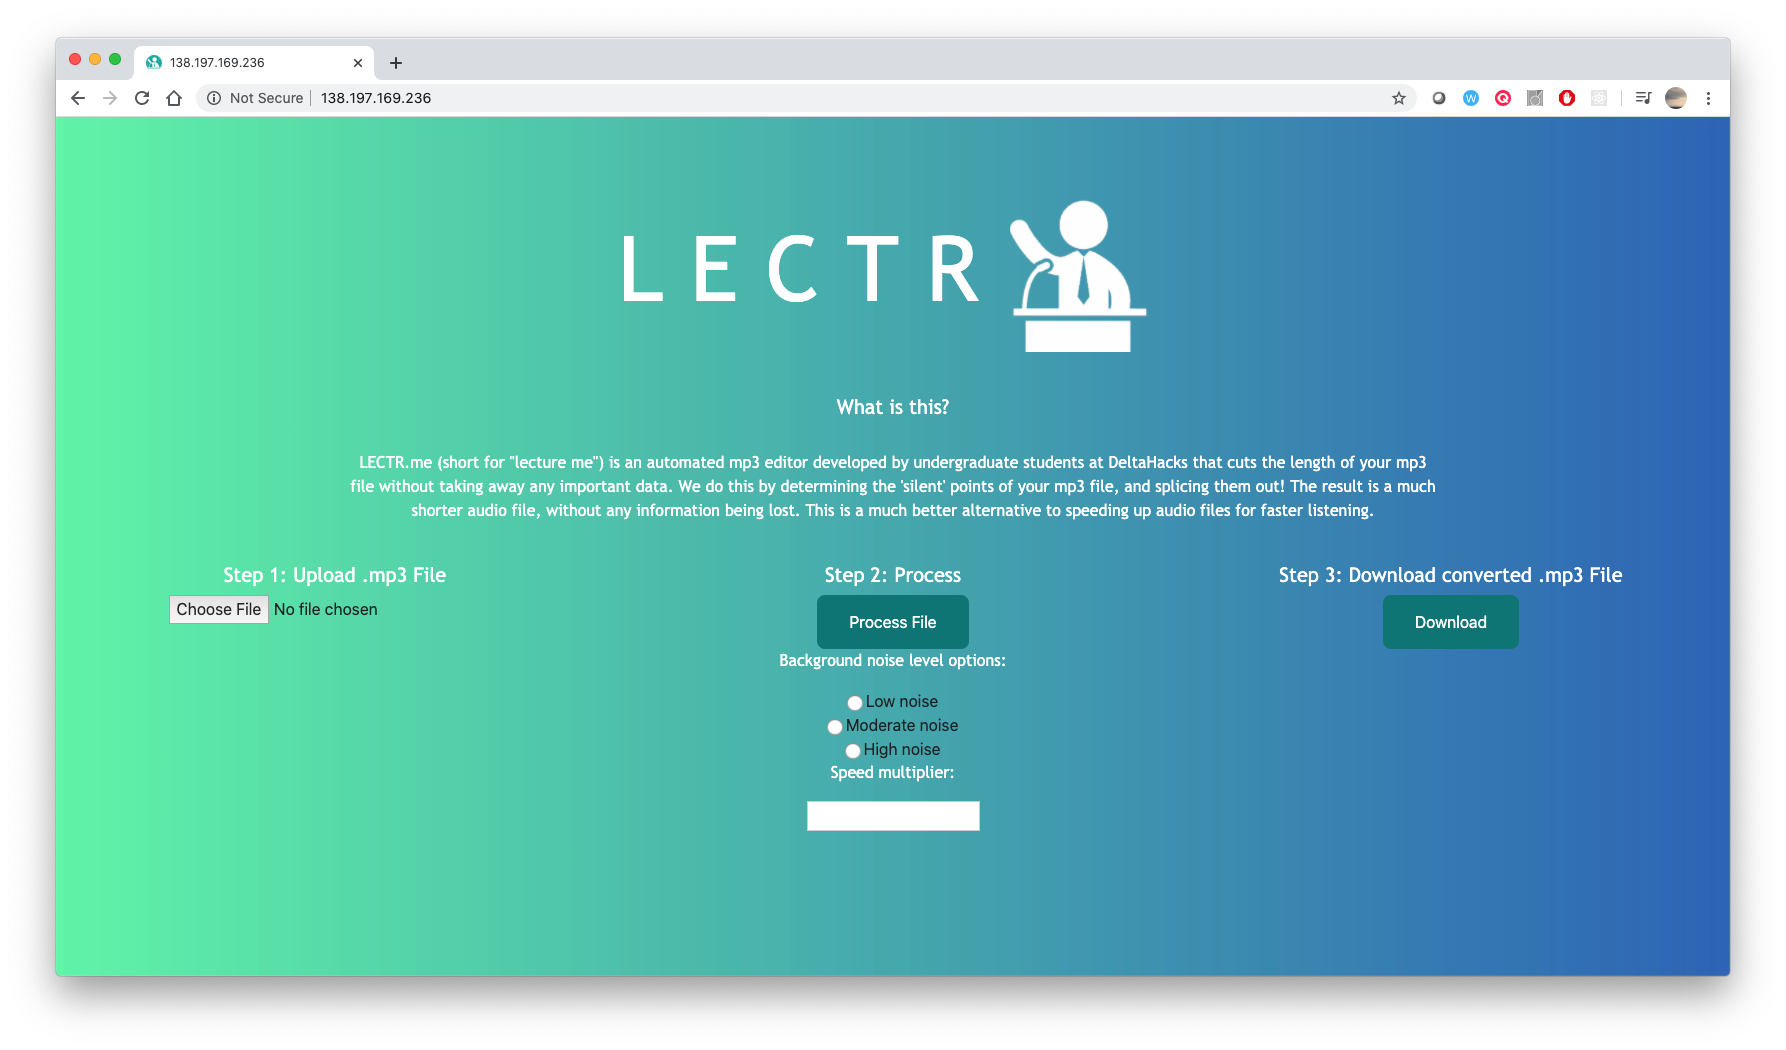 138.197.169.236
Not Secure
138.197.169.236
LECTR
What is this?
LECTR.me (short for "lecture me") is an automated mp3 editor developed by undergraduate students at DeltaHacks that cuts the length of your mp3
file without taking away any important data. We do this by determining the 'silent' points of your mp3 file, and splicing them out! The result is a much
shorter audio file, without any information being lost. This is a much better alternative to speeding up audio files for faster listening.
Step 1: Upload .mp3 File
Choose File No file chosen
Step 2: Process
Process File
Background noise level options:
Low noise
Moderate noise
High noise
Speed multiplier:
Step 3: Download converted .mp3 File
Download